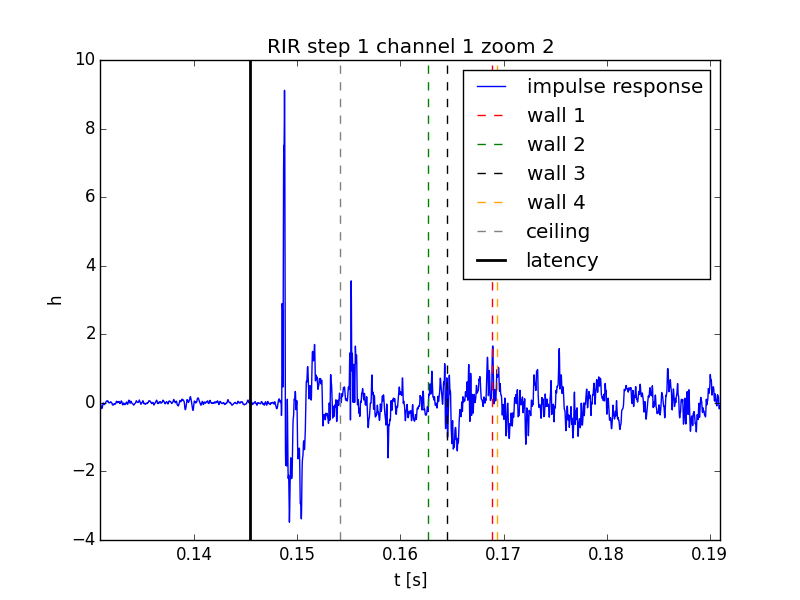 RIR step 1 channel 1 zoom 2
10
8
6
4
2
0
−2
−4
h
impulse response
wall 1
wall 2
wall 3
wall 4
ceiling
latency
0.14 0.15 0.16 0.17 0.18 0.19
t [s]